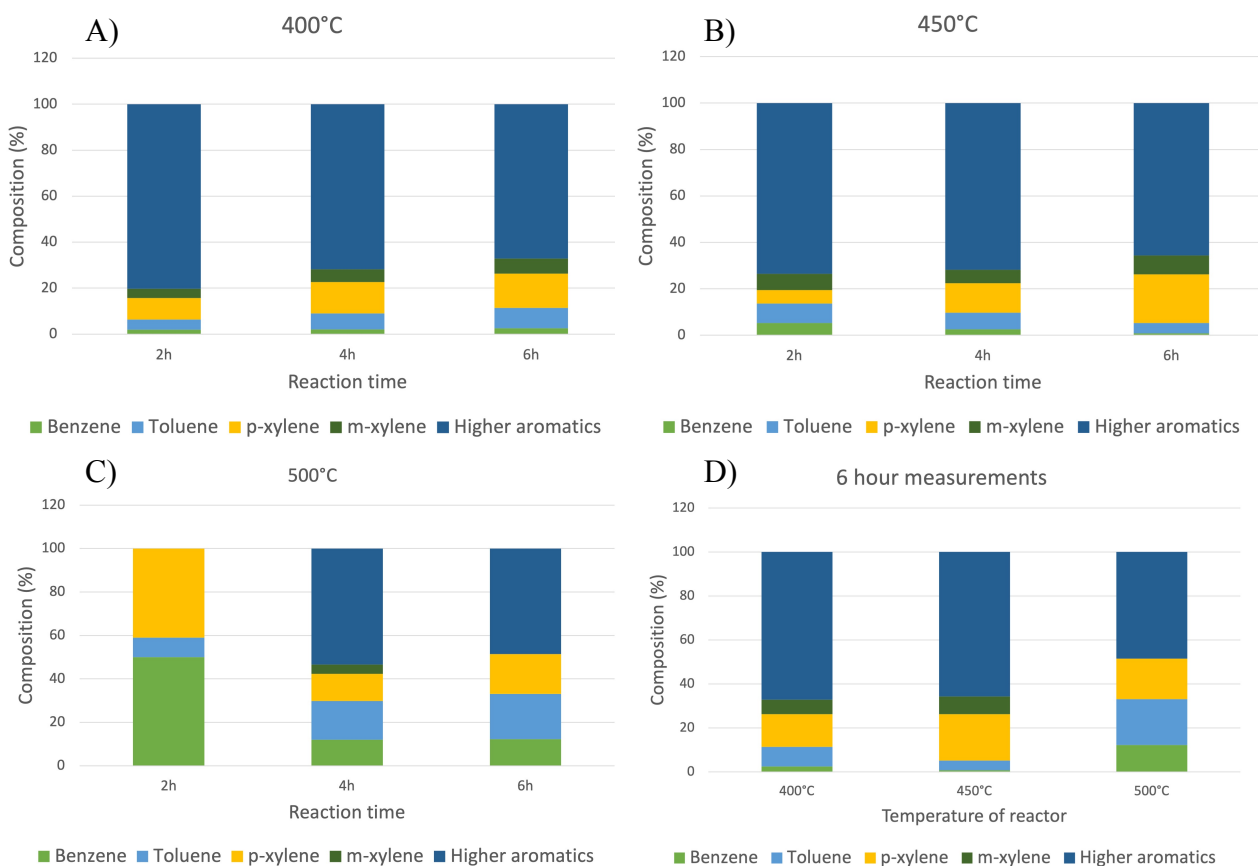 A)
400°C
120
100
80
60
40
20
0
Composition (%)
2h 4h 6h
Reaction time
Benzene Toluene p-xylene m-xylene Higher aromatics
B)
450°C
120
100
80
60
40
20
0
Composition (%)
2h 4h 6h
Reaction time
Benzene Toluene p-xylene m-xylene Higher aromatics
C)
500°C
120
100
80
60
40
20
0
Composition (%)
2h 4h 6h
Reaction time
Benzene Toluene p-xylene m-xylene Higher aromatics
D)
6 hour measurements
120
100
80
60
40
20
0
Composition (%)
400°C 450°C 500°C
Temperature of reactor
Benzene Toluene p-xylene m-xylene Higher aromatics